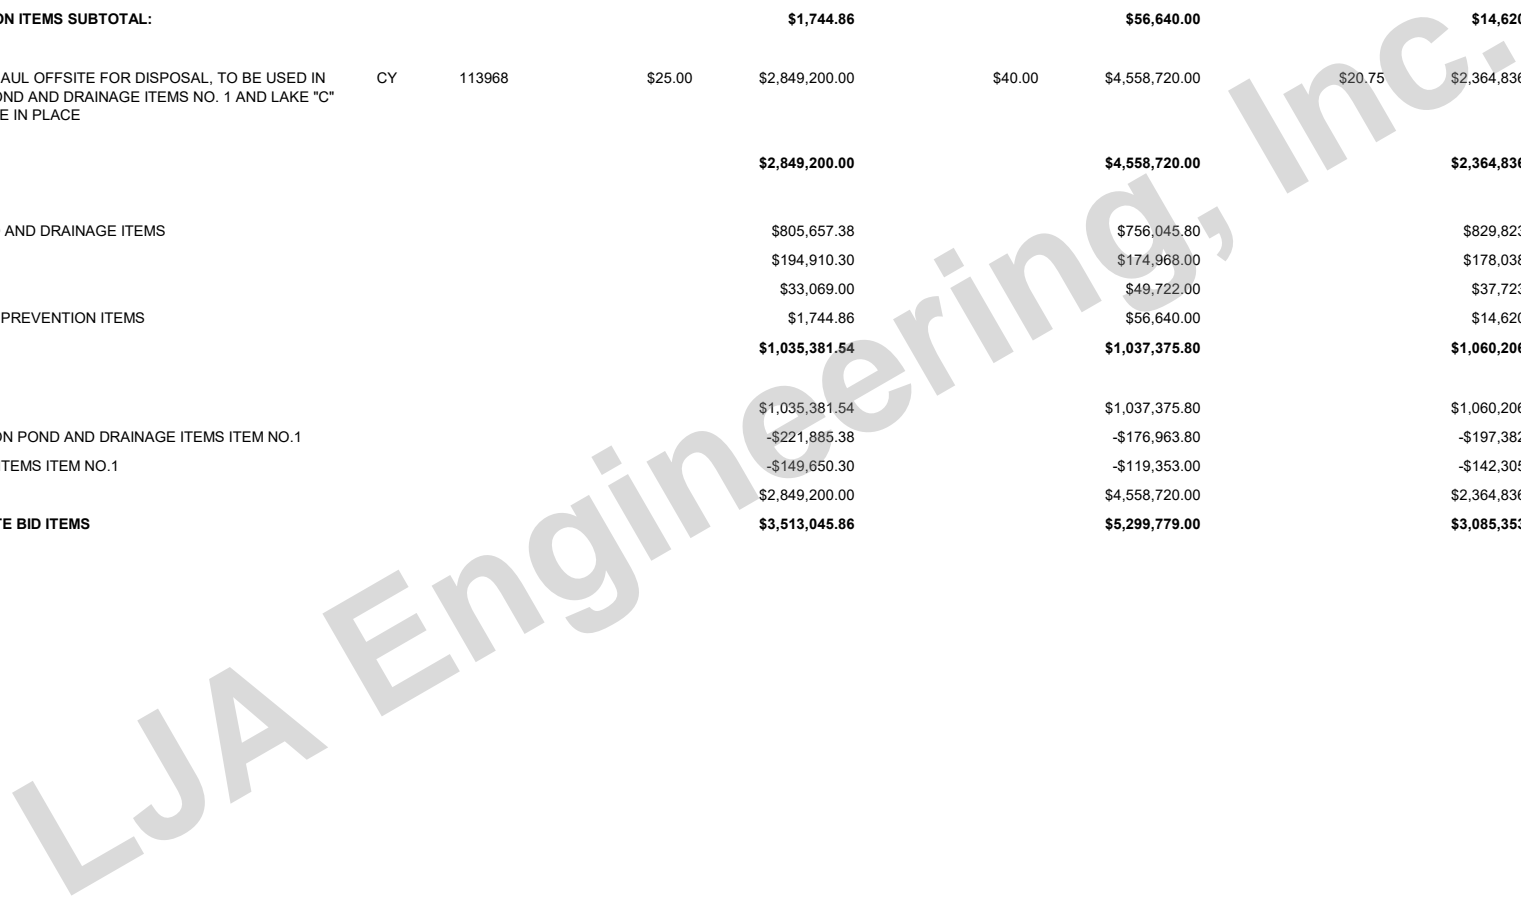 ON ITEMS SUBTOTAL: $1,744.86 $56,640.00 $14,620
AUL OFFSITE FOR DISPOSAL, TO BE USED IN CY 113968 $25.00 $2,849,200.00 $40.00 $4,558,720.00 $20.75 $2,364,836
OND AND DRAINAGE ITEMS NO. 1 AND LAKE "C"
E IN PLACE
$2,849,200.00 $4,558,720.00 $2,364,836
AND DRAINAGE ITEMS $805,657.38 $756,045.80 $829,823
$194,910.30 $174,968.00 $178,038
$33,069.00 $49,722.00 $37,723
PREVENTION ITEMS $1,744.86 $56,640.00 $14,620
$1,035,381.54 $1,037,375.80 $1,060,206
$1,035,381.54 $1,037,375.80 $1,060,206
ON POND AND DRAINAGE ITEMS ITEM NO.1 -$221,885.38 -$176,963.80 -$197,382
TEMS ITEM NO.1 -$149,650.30 -$119,353.00 -$142,305
$2,849,200.00 $4,558,720.00 $2,364,836
TE BID ITEMS $3,513,045.86 $5,299,779.00 $3,085,353
LJA Engineering, Inc.